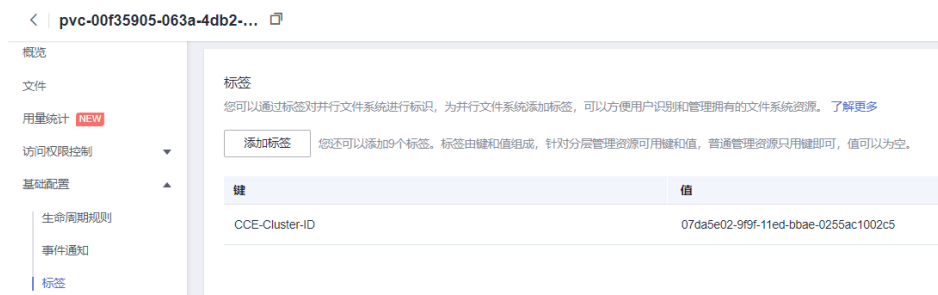 pvc-00f35905-063a-4db2-...
概览
文件
用量统计 NEW
访问权限控制
基础配置
生命周期规则
事件通知
标签
标签
您可以通过标签对并行文件系统进行标识，为并行文件系统添加标签，可以方便用户识别和管理拥有的文件系统资源。 了解更多
添加标签 您还可以添加9个标签。标签由键和值组成，针对分层管理资源可用键和值，普通管理资源只用键即可，值可以为空。
键 值
CCE-Cluster-ID 07da5e02-9f9f-11ed-bbae-0255ac1002c5